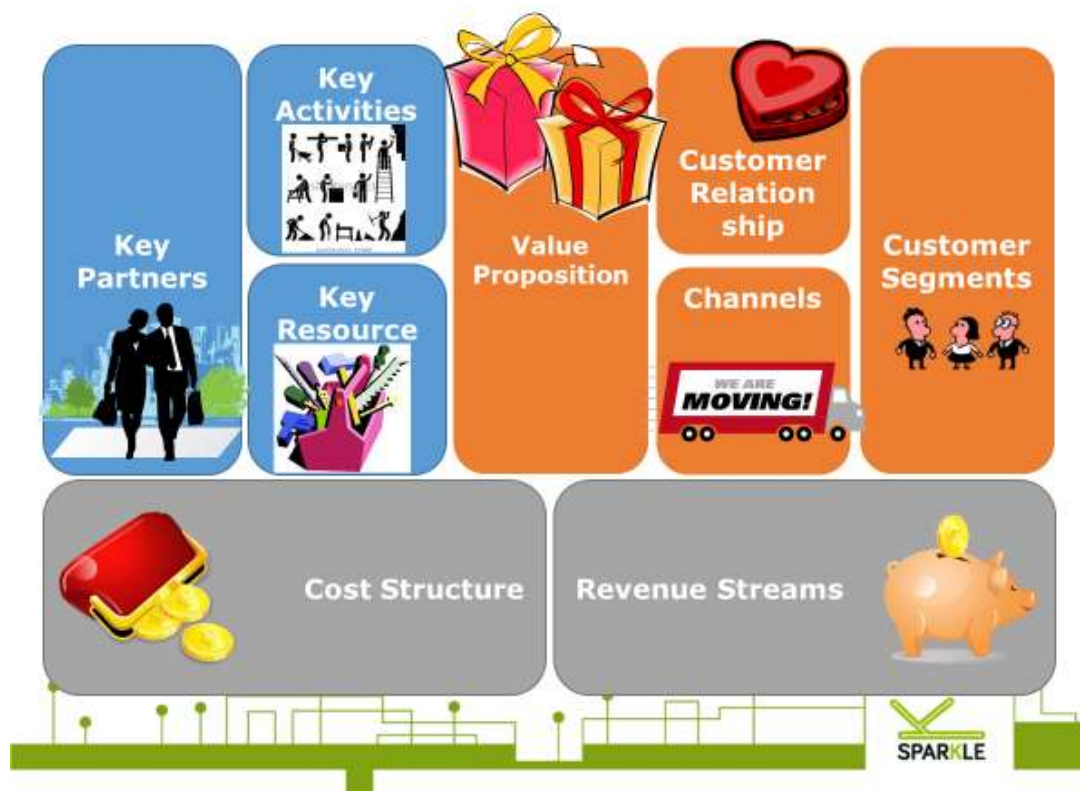 Key
Partners
Key
Activities
Key
Resource
Value
Proposition
Customer
Relation
ship
Channels
WE ARE
MOVING!
Customer
Segments
Cost Structure
Revenue Streams
SPARKLE